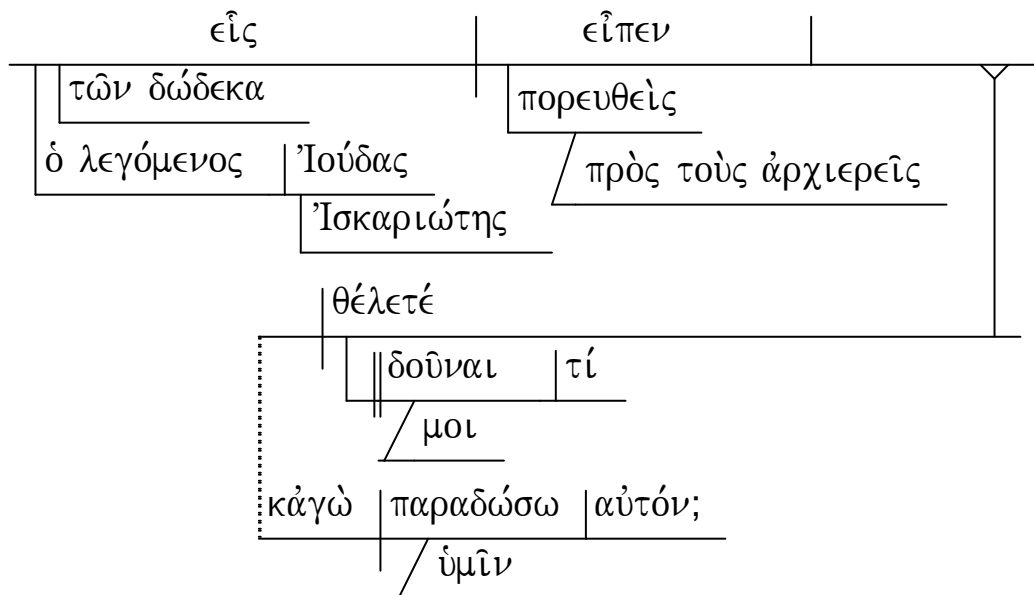 εἷς εἶπεν
τῶν δώδεκα πορευθεὶς
ὁ λεγόμενος Ἰούδας πρὸς τοὺς ἀρχιερεῖς
Ἰσκαριώτης
θέλετέ
δοῦναι τί
μοι
κἀγὼ παραδώσω αὐτόν;
ὑμῖν